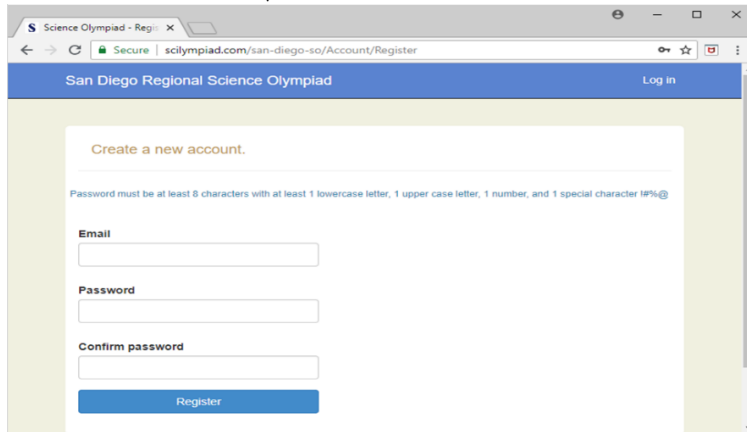 Science Olympiad - Regis
Secure | scilympiad.com/san-diego-so/Account/Register
San Diego Regional Science Olympiad Log in
Create a new account.
Password must be at least 8 characters with at least 1 lowercase letter, 1 upper case letter, 1 number, and 1 special character !#%@
Email
Password
Confirm password
Register